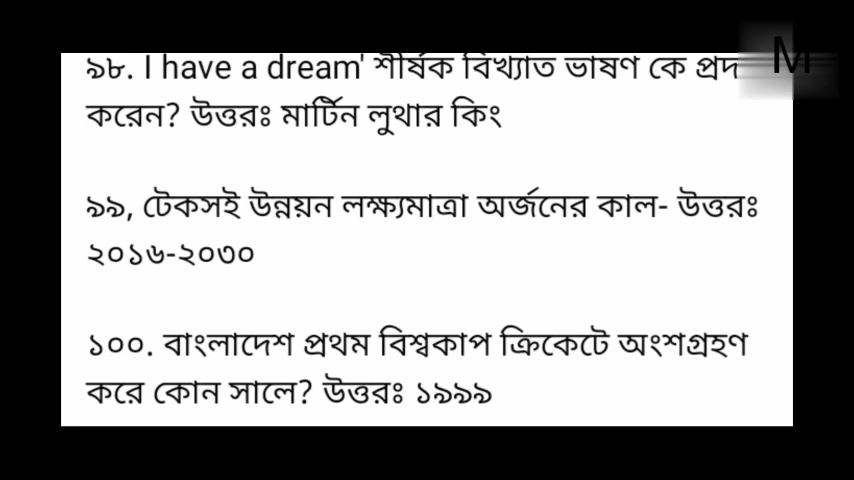 ৯৮. I have a dream' শীর্ষক বিখ্যাত ভাষণ কে প্রদ
করেন? উত্তরঃ মার্টিন লুথার কিং
৯৯, টেকসই উন্নয়ন লক্ষ্যমাত্রা অর্জনের কাল- উত্তরঃ
২০১৬-২০৩০
১০০. বাংলাদেশ প্রথম বিশ্বকাপ ক্রিকেটে অংশগ্রহণ
করে কোন সালে? উত্তরঃ ১৯৯৯
M